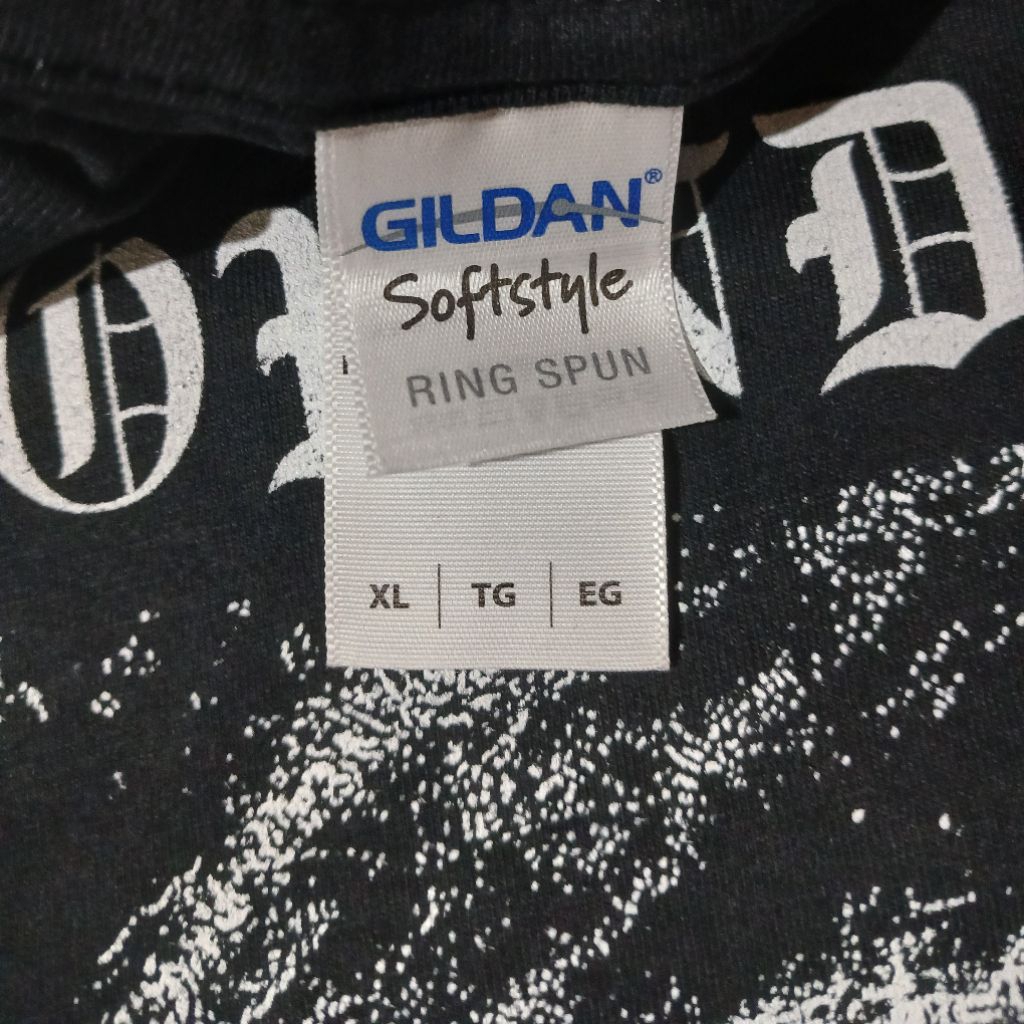 GILDAN®
Softstyle
RING SPUN
XL | TG | EG